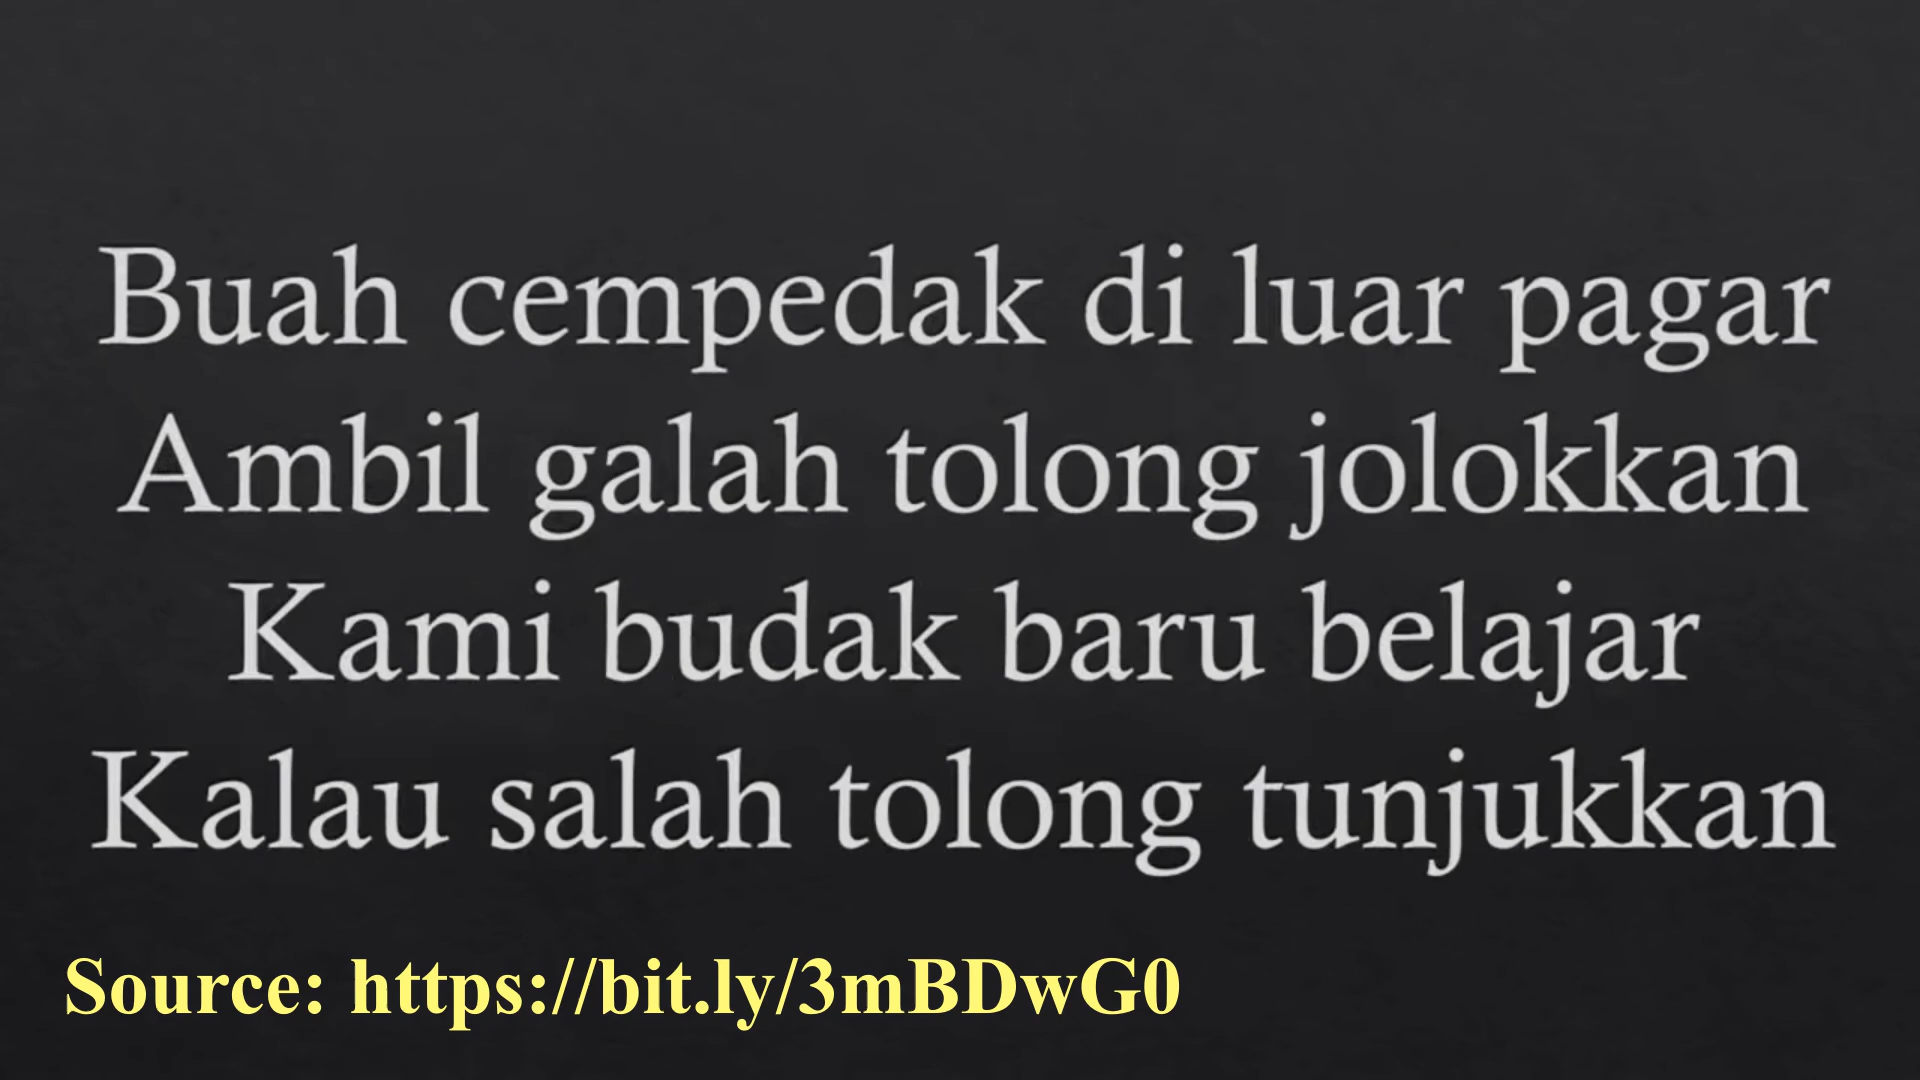 Buah cempedak di luar pagar
Ambil galah tolong jolokkan
Kami budak baru belajar
Kalau salah tolong tunjukkan
Source: https://bit.ly/3mBDwG0